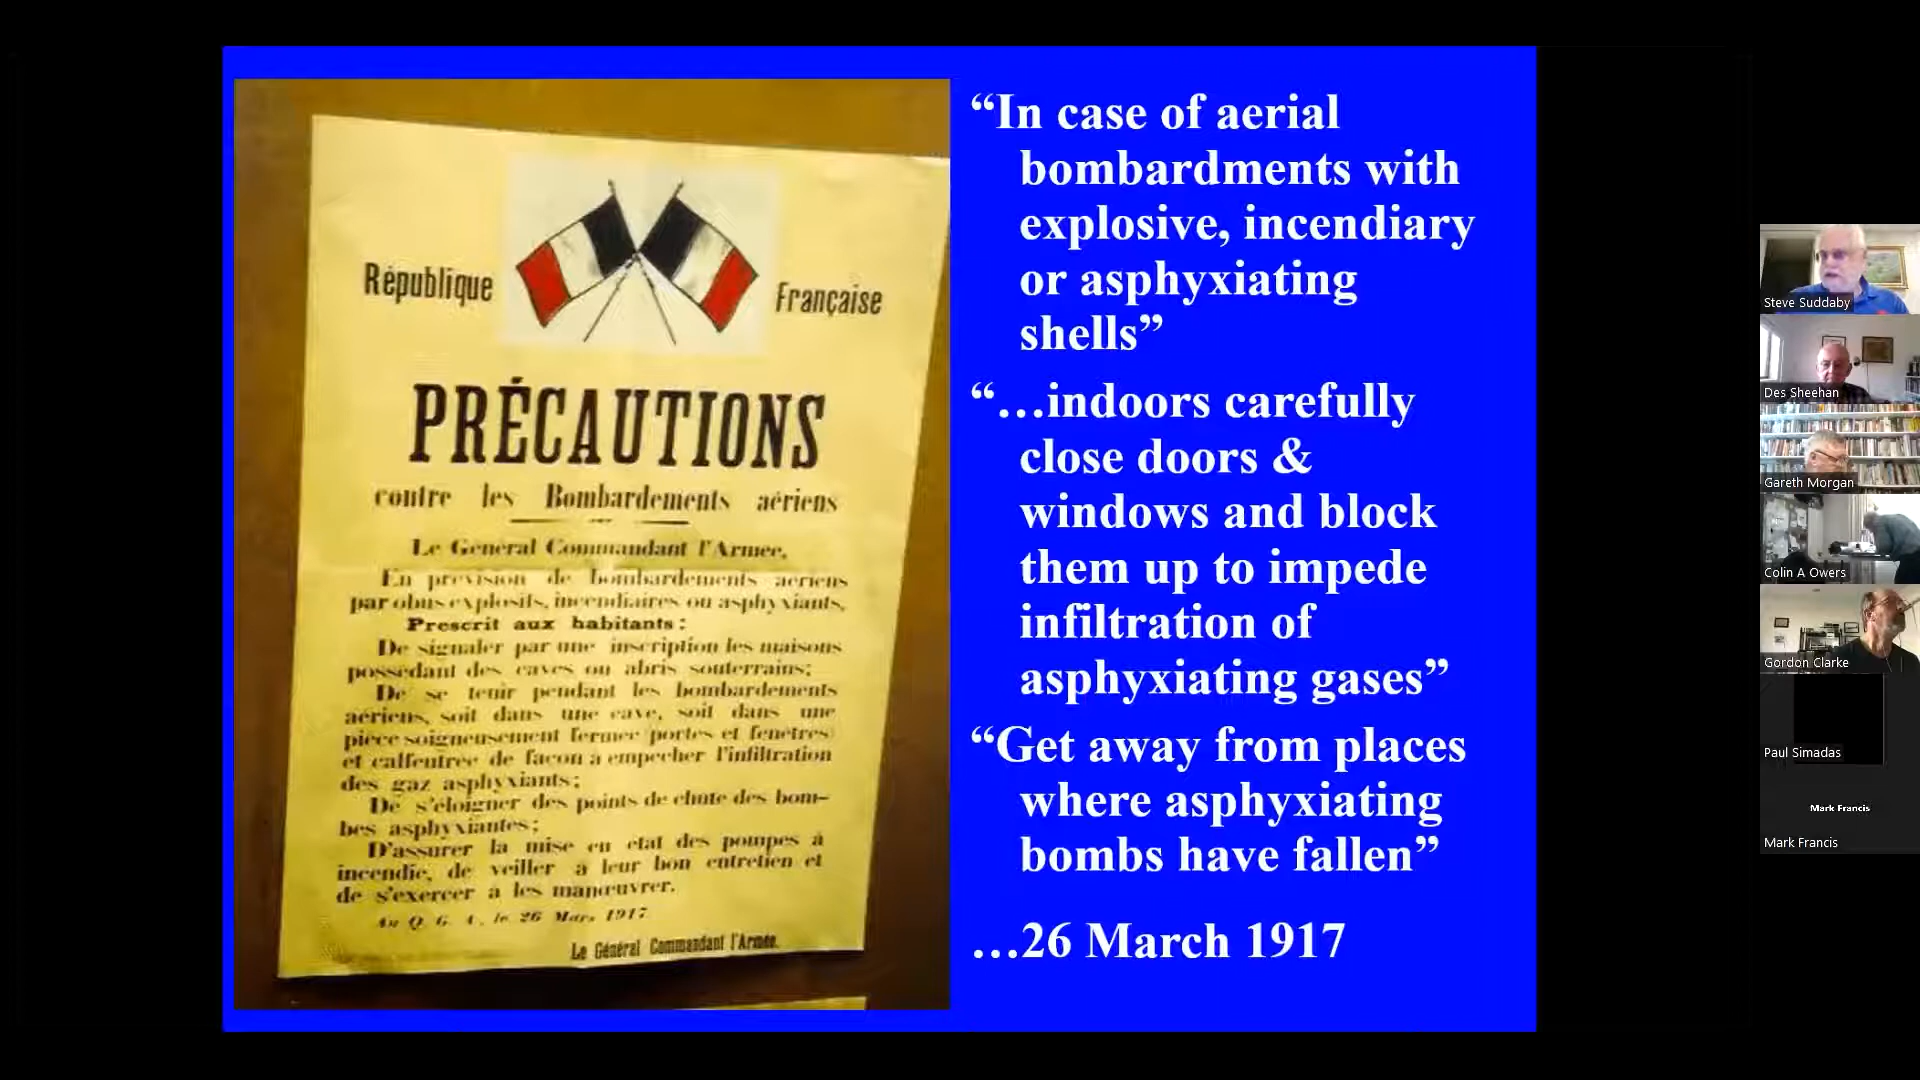 République
Française
PRÉCAUTIONS
contre les Bombardements aériens
Le Général Commandant l'Armée,
En prévision de bombardements aériens
par obus explosifs, incendiaires ou asphyxiants,
Prescrit aux habitants :
De signaler par une inscription les maisons
possédant des caves ou abris souterrains;
De se tenir pendant les bombardements
aériens, soit dans une cave, soit dans une
pièce soigneusement fermée portes et fenêtres
et calfeutrée de façon à empêcher l'infiltration
des gaz asphyxiants;
De s'éloigner des points de chute des bom-
bes asphyxiantes;
D'assurer la mise en état des pompes à
incendie, de veiller à leur bon entretien et
de s'exercer à les manœuvrer.
Au Q. G. A., le 26 Mars 1917
Le Général Commandant l'Armée.
“In case of aerial
bombardments with
explosive, incendiary
or asphyxiating
shells”
“…indoors carefully
close doors &
windows and block
them up to impede
infiltration of
asphyxiating gases”
“Get away from places
where asphyxiating
bombs have fallen”
…26 March 1917
Steve Suddaby
Des Sheehan
Gareth Morgan
Colin A Owers
Gordon Clarke
Paul Simadas
Mark Francis
Mark Francis